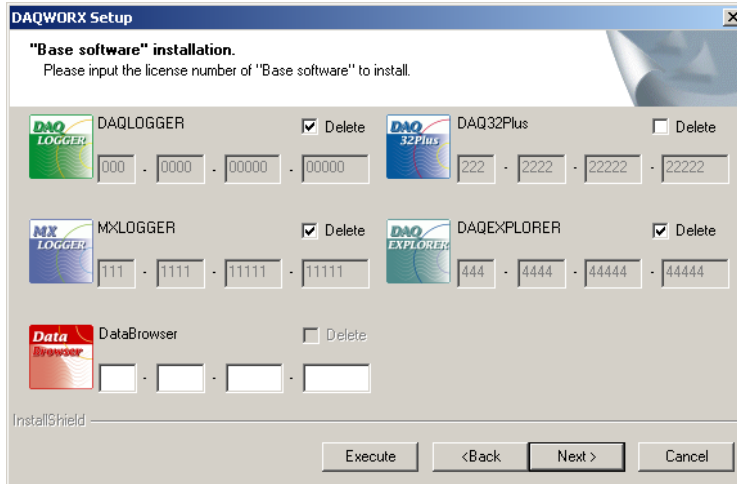 DAQWORX Setup
"Base software" installation.
Please input the license number of "Base software" to install.
DAQ LOGGER
DAQLOGGER
Delete
000 - 0000 - 00000 - 00000
DAQ 32Plus
DAQ32Plus
Delete
222 - 2222 - 22222 - 22222
MX LOGGER
MXLOGGER
Delete
111 - 1111 - 11111 - 11111
DAQ EXPLORER
DAQEXPLORER
Delete
444 - 4444 - 44444 - 44444
Data Browser
DataBrowser
Delete
- - -
InstallShield
Execute
<Back
Next >
Cancel